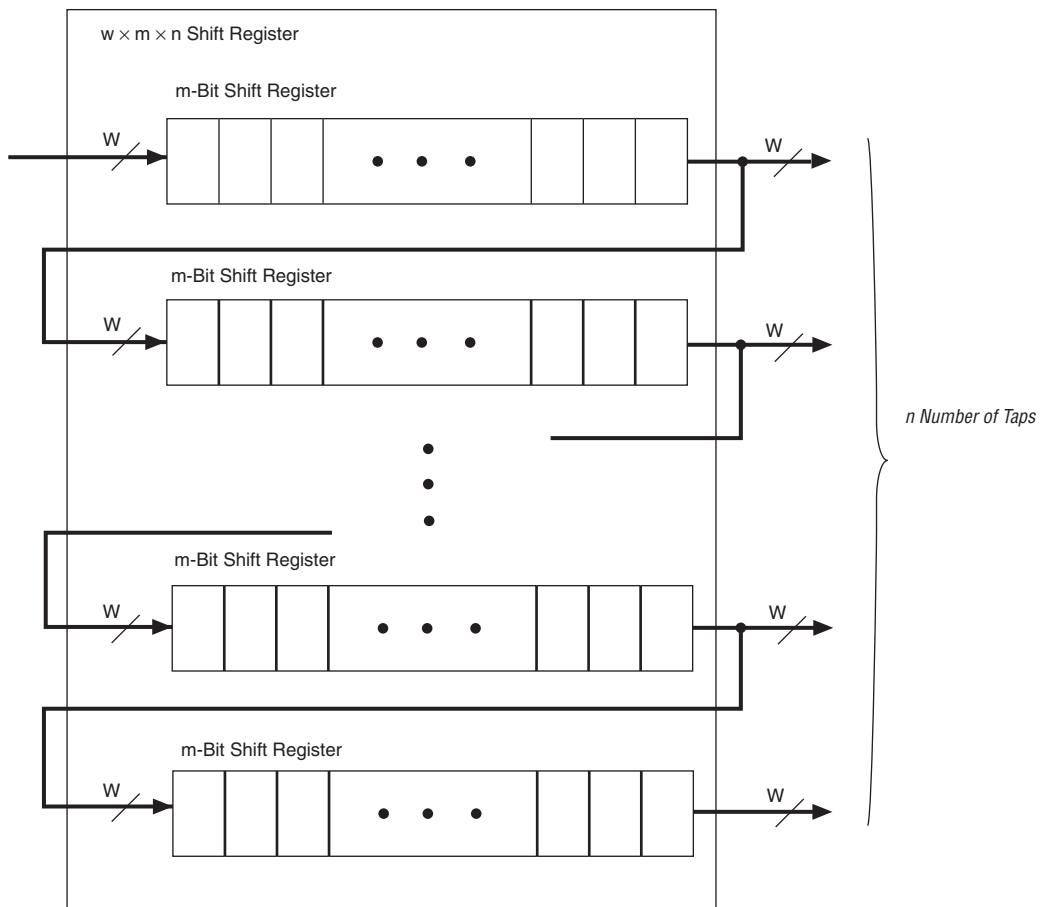 w × m × n Shift Register
m-Bit Shift Register
W
W
m-Bit Shift Register
W
W
n Number of Taps
m-Bit Shift Register
W
W
m-Bit Shift Register
W
W